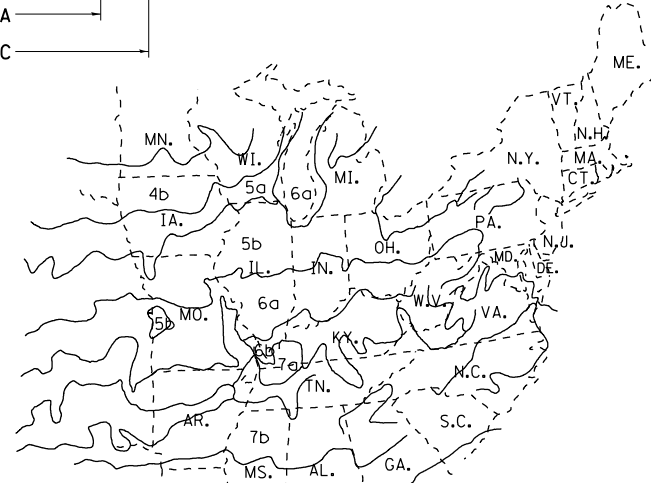 A
C
ME.
VT.
N.H.
MN.
WI.
N.Y.
MA.
MI.
CT.
4b
5a
6a
IA.
PA.
5b
OH.
N.J.
IL.
IN.
MD.
DE.
6a
W.V.
MO.
VA.
5b
KY.
6b
7a
N.C.
TN.
AR.
S.C.
7b
MS.
AL.
GA.